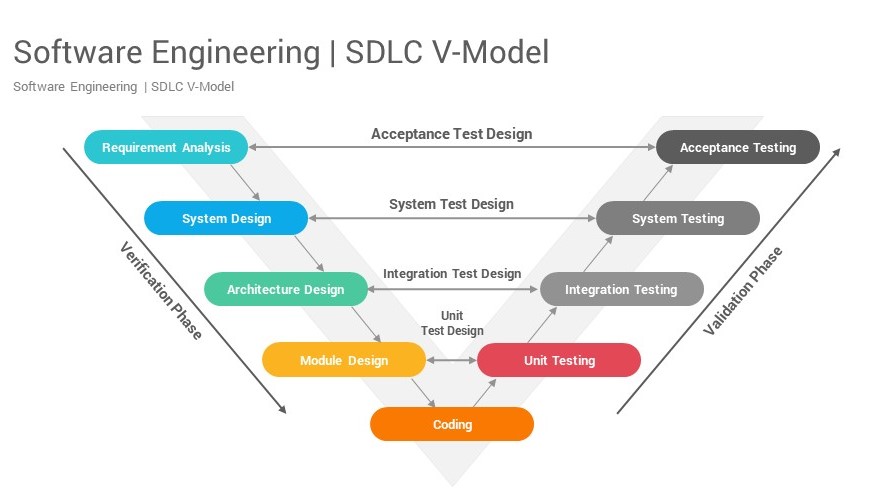 Software Engineering | SDLC V-Model
Software Engineering | SDLC V-Model
Requirement Analysis
Acceptance Test Design
Acceptance Testing
System Design
System Test Design
System Testing
Verification Phase
Architecture Design
Integration Test Design
Integration Testing
Validation Phase
Unit
Test Design
Module Design
Unit Testing
Coding